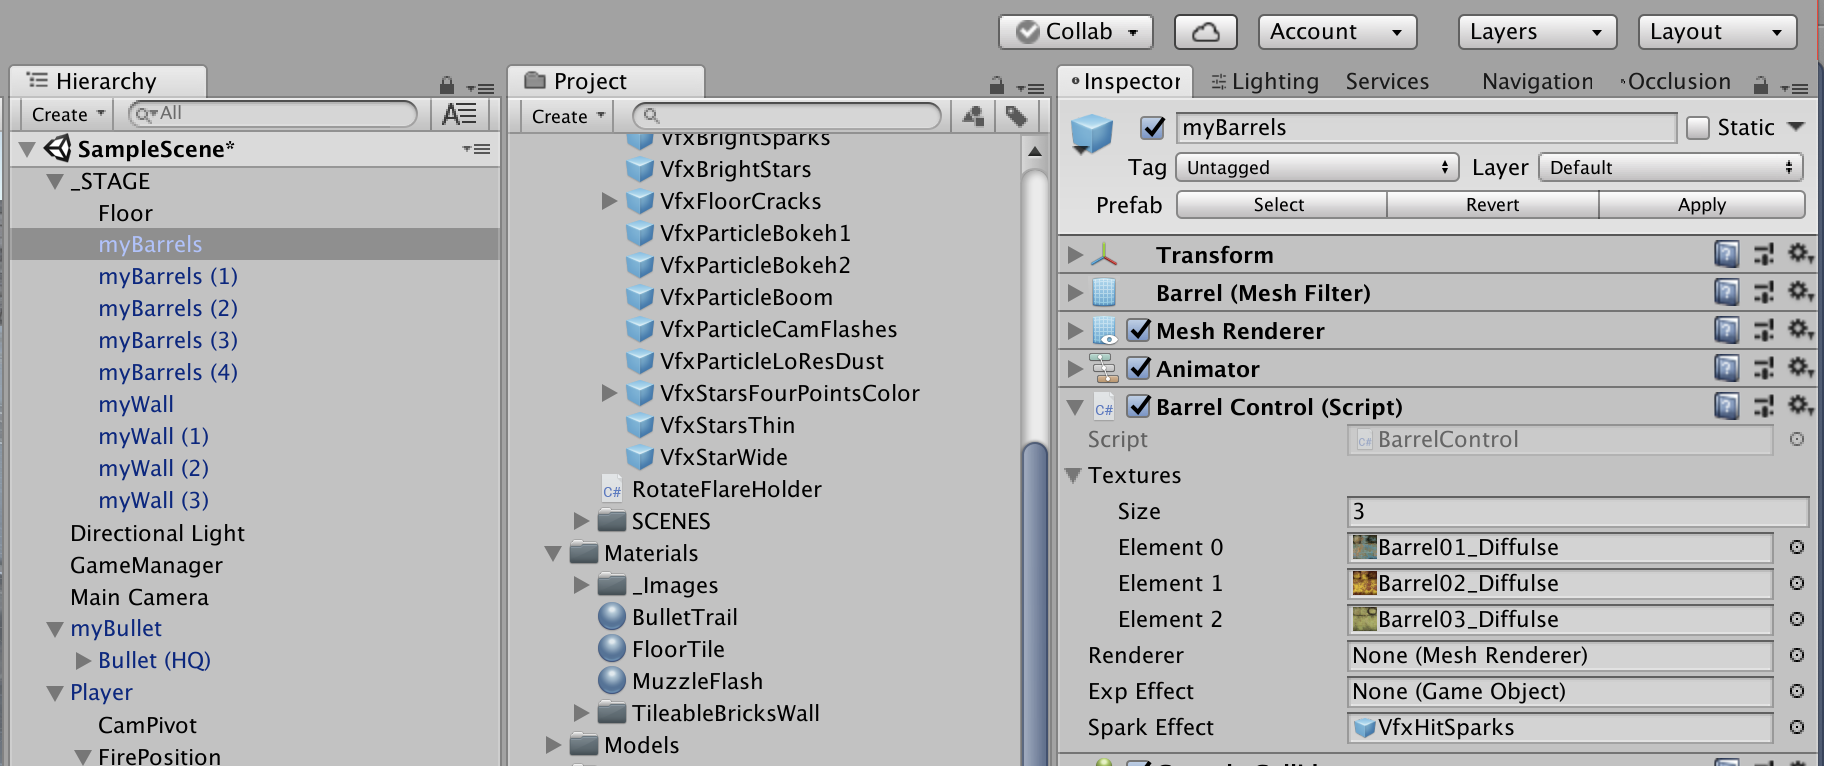 Collab
Account
Layers
Layout
Hierarchy
Create
All
SampleScene*
_STAGE
Floor
myBarrels
myBarrels (1)
myBarrels (2)
myBarrels (3)
myBarrels (4)
myWall
myWall (1)
myWall (2)
myWall (3)
Directional Light
GameManager
Main Camera
myBullet
Bullet (HQ)
Player
CamPivot
FirePosition
Project
Create
VfxBrightSparks
VfxBrightStars
VfxFloorCracks
VfxParticleBokeh1
VfxParticleBokeh2
VfxParticleBoom
VfxParticleCamFlashes
VfxParticleLoResDust
VfxStarsFourPointsColor
VfxStarsThin
VfxStarWide
C# RotateFlareHolder
SCENES
Materials
_Images
BulletTrail
FloorTile
MuzzleFlash
TileableBricksWall
Models
Inspector Lighting Services Navigation Occlusion
myBarrels Static
Tag Untagged Layer Default
Prefab Select Revert Apply
Transform
Barrel (Mesh Filter)
Mesh Renderer
Animator
C# Barrel Control (Script)
Script C# BarrelControl
Textures
Size 3
Element 0 Barrel01_Diffulse
Element 1 Barrel02_Diffulse
Element 2 Barrel03_Diffulse
Renderer None (Mesh Renderer)
Exp Effect None (Game Object)
Spark Effect VfxHitSparks